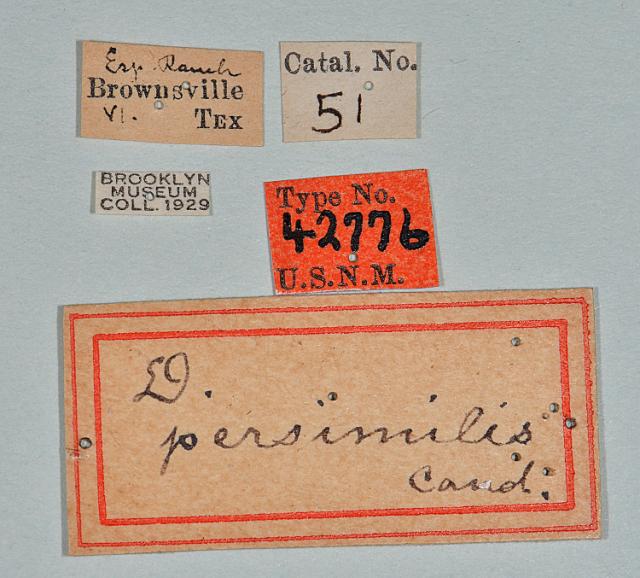 Esp. Ranch
Brownsville
VI. TEX
Catal. No.
51
BROOKLYN
MUSEUM
COLL. 1929
Type No.
42776
U.S.N.M.
D.
persimilis
Cand.